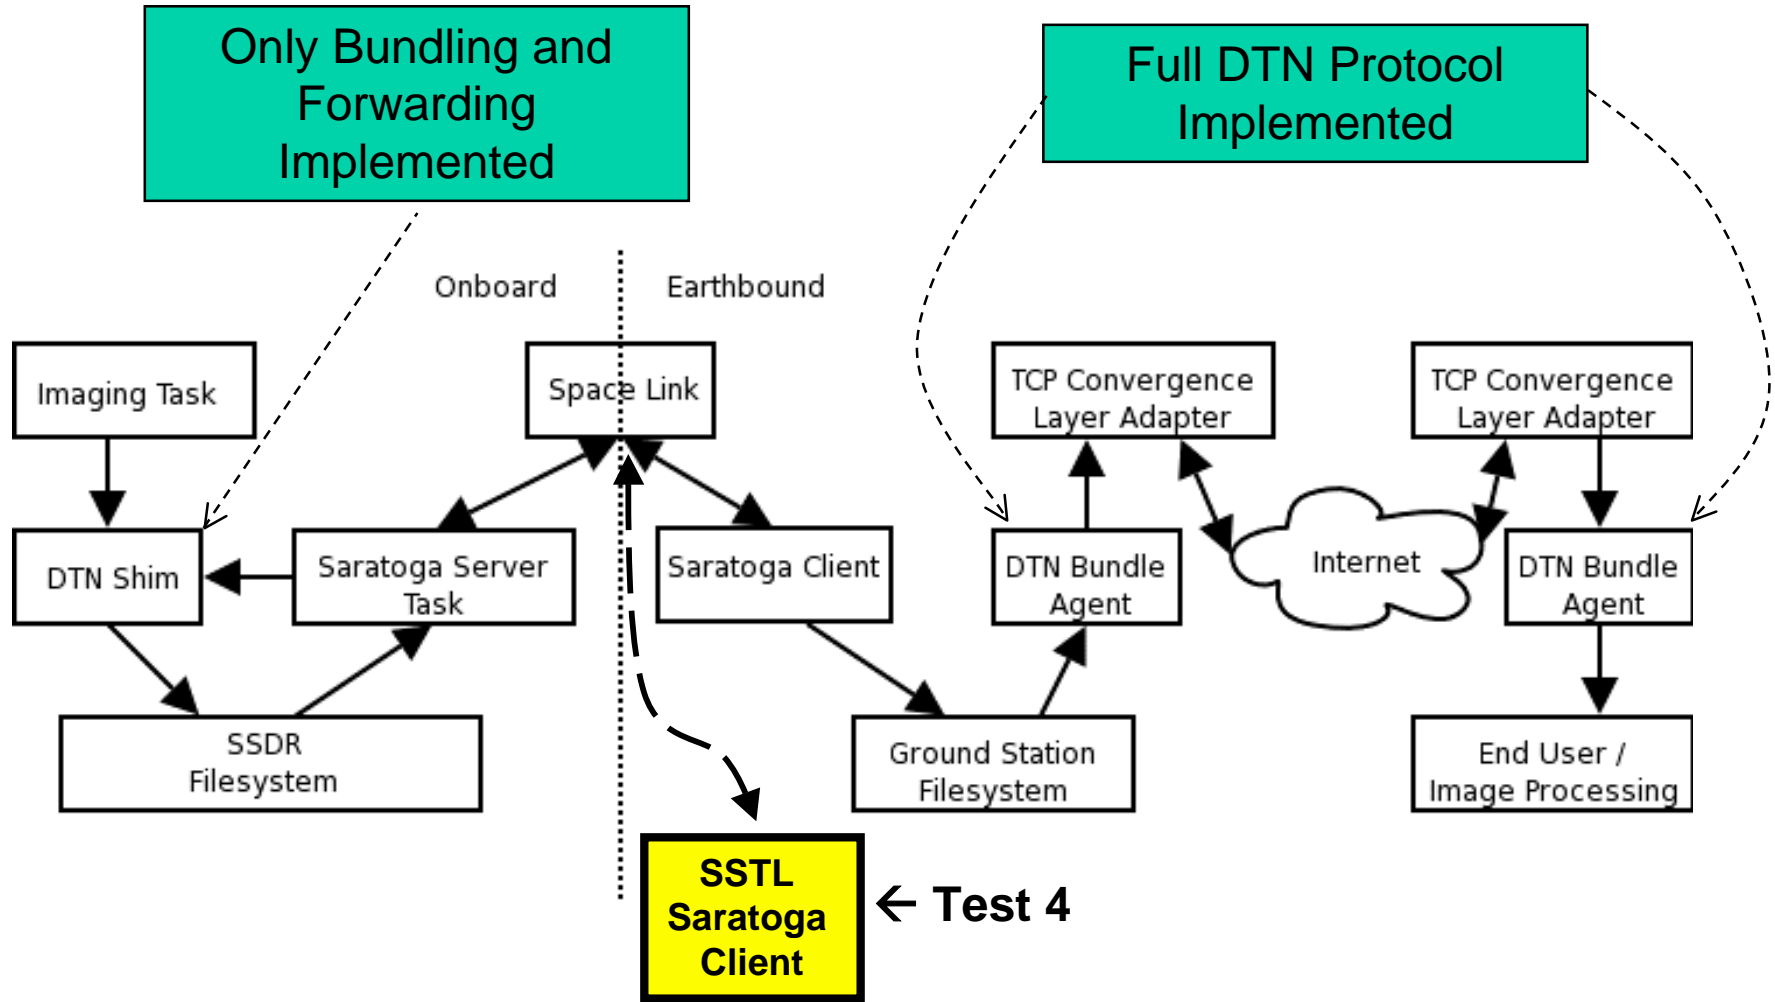 Only Bundling and
Forwarding
Implemented
Full DTN Protocol
Implemented
Onboard
Earthbound
Imaging Task
Space Link
TCP Convergence
Layer Adapter
TCP Convergence
Layer Adapter
DTN Shim
Saratoga Server
Task
Saratoga Client
DTN Bundle
Agent
Internet
DTN Bundle
Agent
SSDR
Filesystem
Ground Station
Filesystem
End User /
Image Processing
SSTL
Saratoga
Client
← Test 4